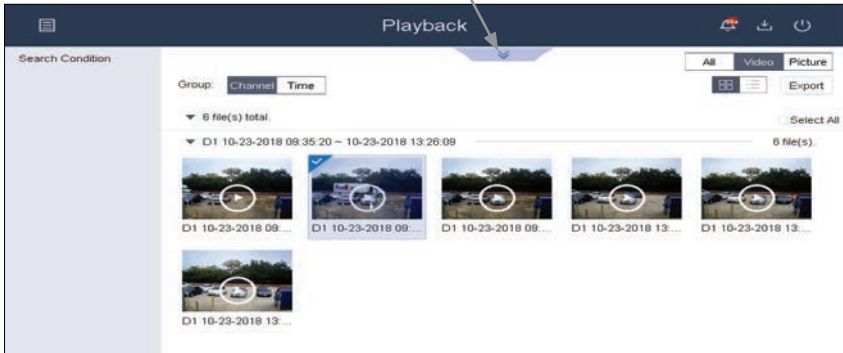 Playback
99+
Search Condition
All Video Picture
Group: Channel Time
Export
6 file(s) total.
Select All
D1 10-23-2018 09:35:20 ~ 10-23-2018 13:26:09
6 file(s).
D1 10-23-2018 09:...
D1 10-23-2018 09:...
D1 10-23-2018 09:...
D1 10-23-2018 13:...
D1 10-23-2018 13:...
D1 10-23-2018 13:...